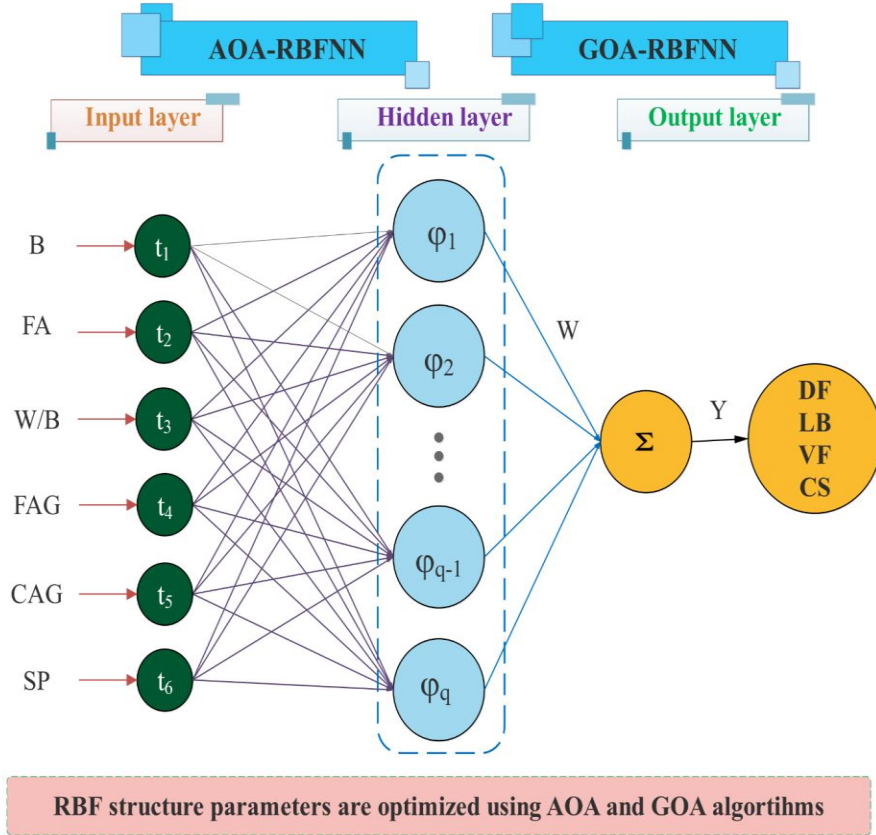 AOA-RBFNN
GOA-RBFNN
Input layer
Hidden layer
Output layer
B
FA
W/B
FAG
CAG
SP
t1
t2
t3
t4
t5
t6
φ1
φ2
φq-1
φq
W
Σ
Y
DF
LB
VF
CS
RBF structure parameters are optimized using AOA and GOA algortihms